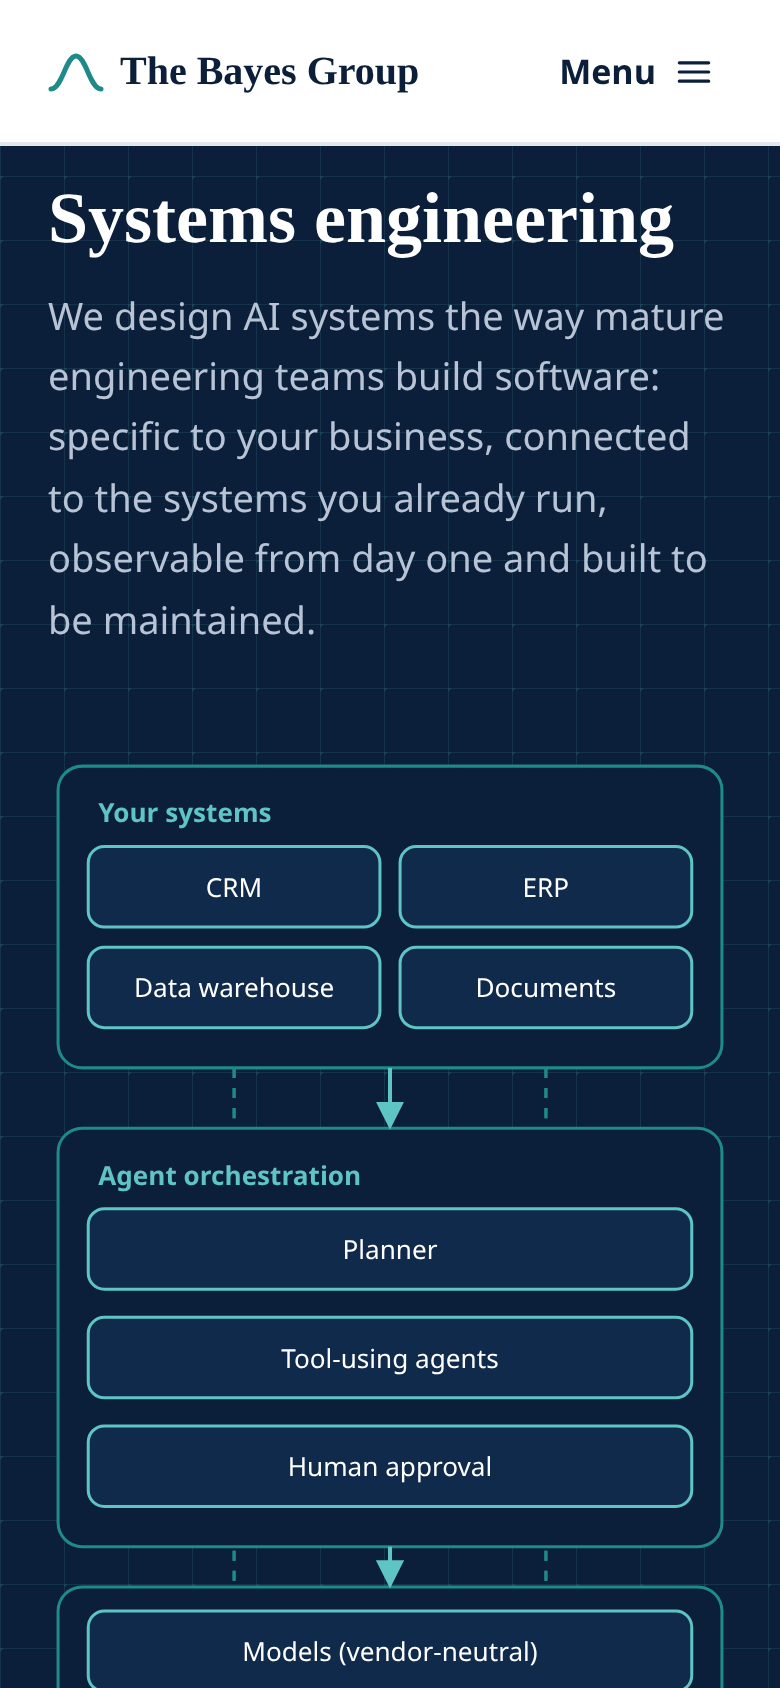 The Bayes Group
Menu
Systems engineering
We design AI systems the way mature
engineering teams build software:
specific to your business, connected
to the systems you already run,
observable from day one and built to
be maintained.
Your systems
CRM
ERP
Data warehouse
Documents
Agent orchestration
Planner
Tool-using agents
Human approval
Models (vendor-neutral)